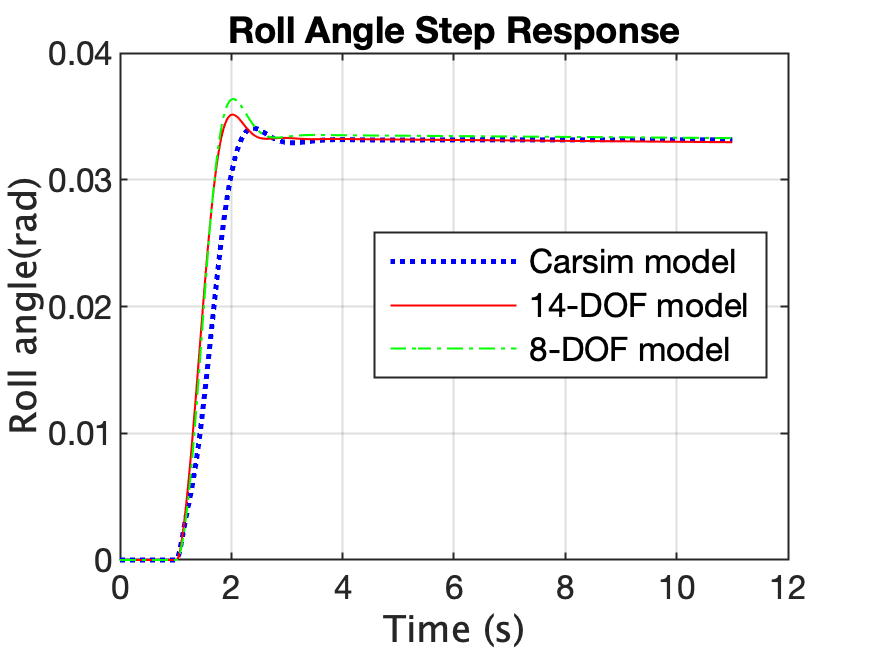 Roll Angle Step Response
0.04
0.03
0.02
0.01
0
Roll angle(rad)
Carsim model
14-DOF model
8-DOF model
0 2 4 6 8 10 12
Time (s)